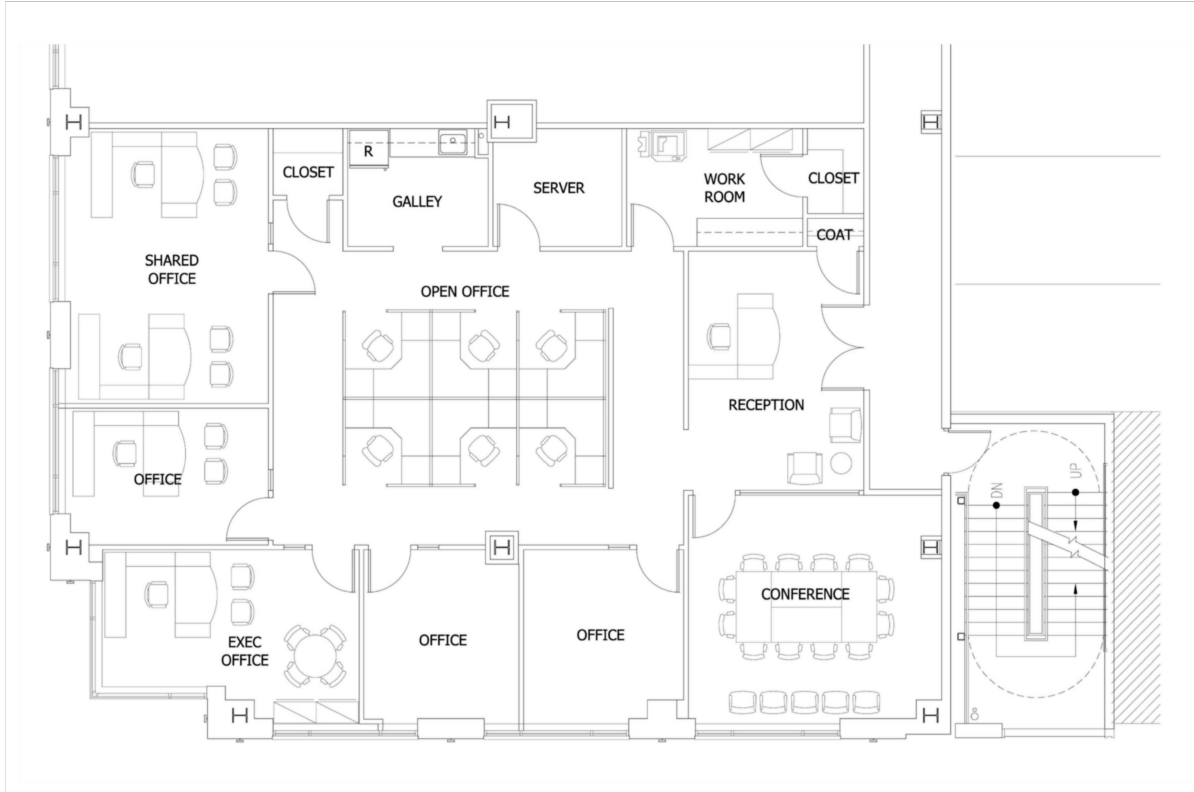 R
CLOSET
GALLEY
SERVER
WORK
ROOM
CLOSET
COAT
SHARED
OFFICE
OPEN OFFICE
RECEPTION
OFFICE
DN
UP
EXEC
OFFICE
OFFICE
OFFICE
CONFERENCE